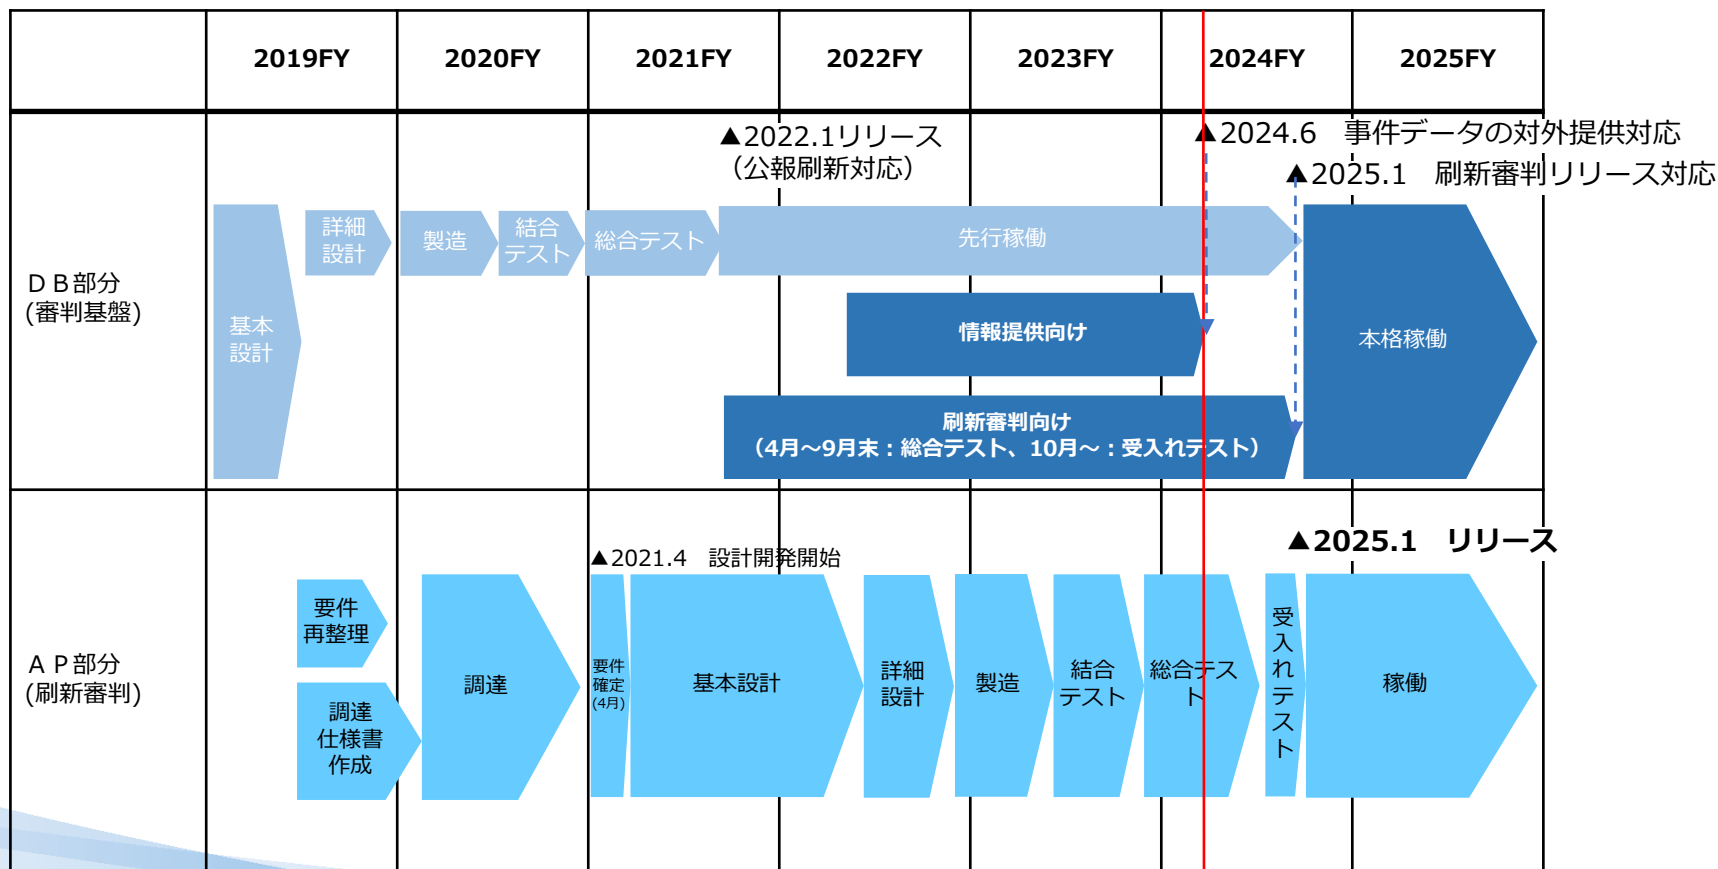 2019FY
2020FY
2021FY
2022FY
2023FY
2024FY
2025FY
ＤＢ部分
(審判基盤)
▲2022.1リリース
（公報刷新対応）
▲2024.6　事件データの対外提供対応
▲2025.1　刷新審判リリース対応
基本
設計
詳細
設計
製造
結合
テスト
総合テスト
先行稼働
情報提供向け
刷新審判向け
（4月～9月末：総合テスト、10月～：受入れテスト）
本格稼働
ＡＰ部分
(刷新審判)
▲2021.4　設計開発開始
▲2025.1　リリース
要件
再整理
調達
仕様書
作成
調達
要件
確定
(4月)
基本設計
詳細
設計
製造
結合
テスト
総合テス
ト
受入れテスト
稼働